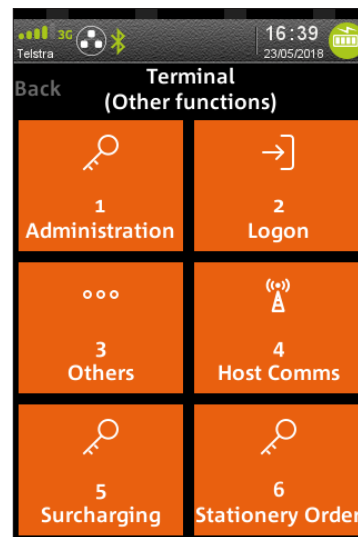 3G
16:39
Telstra
23/05/2018
Back
Terminal
(Other functions)
1
Administration
2
Logon
3
Others
4
Host Comms
5
Surcharging
6
Stationery Order